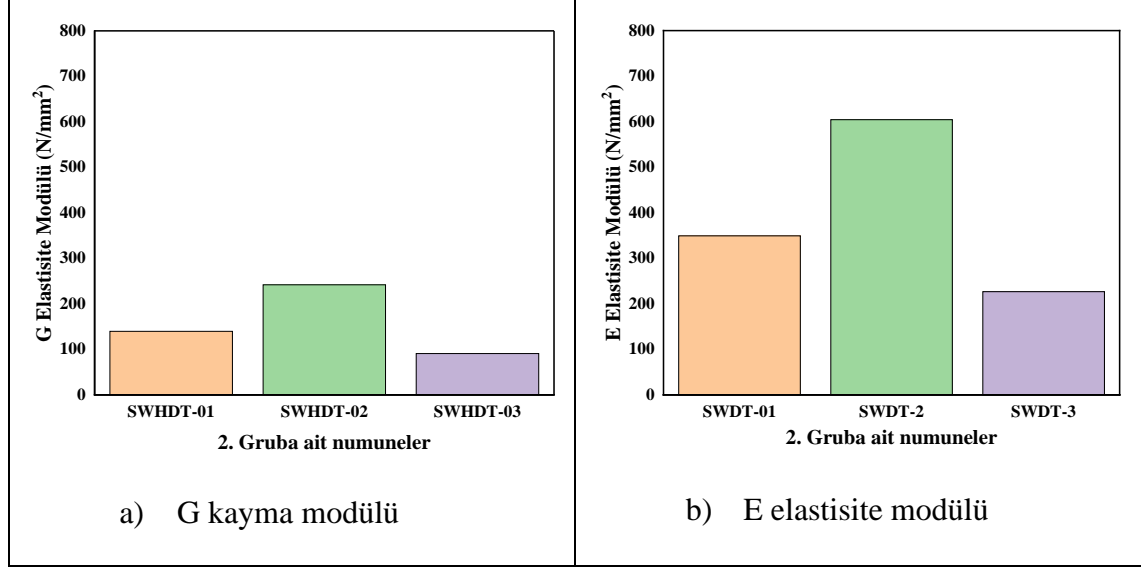 800
700
600
500
400
300
200
100
0
G Elastisite Modülü (N/mm²)
SWHDT-01 SWHDT-02 SWHDT-03
2. Gruba ait numuneler
a) G kayma modülü
800
700
600
500
400
300
200
100
0
E Elastisite Modülü (N/mm²)
SWDT-01 SWDT-2 SWDT-3
2. Gruba ait numuneler
b) E elastisite modülü